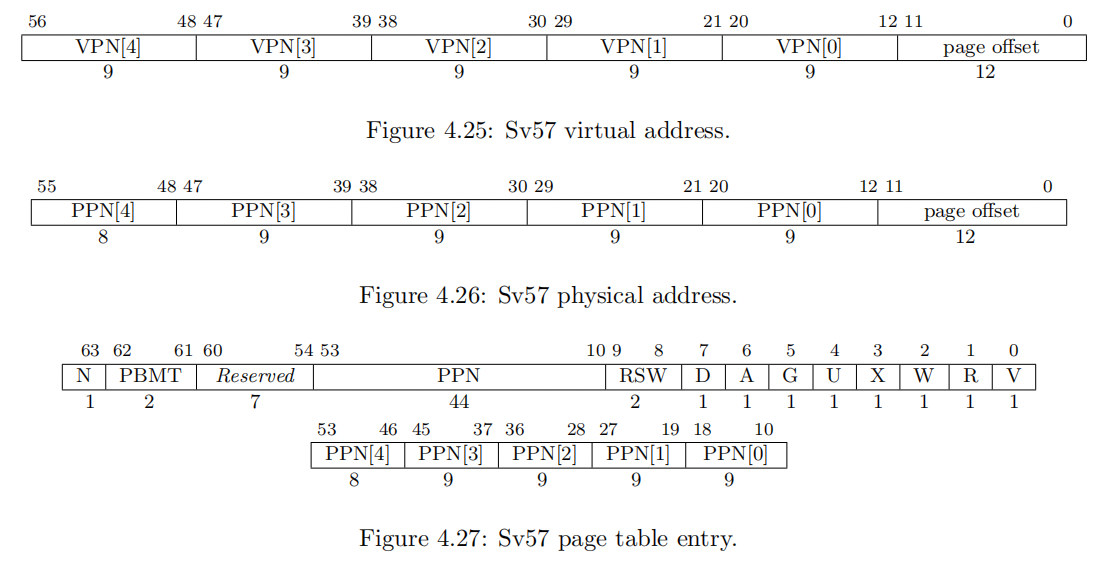 56 48 47 39 38 30 29 21 20 12 11 0
VPN[4] VPN[3] VPN[2] VPN[1] VPN[0] page offset
9 9 9 9 9 12
Figure 4.25: Sv57 virtual address.
55 48 47 39 38 30 29 21 20 12 11 0
PPN[4] PPN[3] PPN[2] PPN[1] PPN[0] page offset
8 9 9 9 9 12
Figure 4.26: Sv57 physical address.
63 62 61 60 54 53 10 9 8 7 6 5 4 3 2 1 0
N PBMT Reserved PPN RSW D A G U X W R V
1 2 7 44 2 1 1 1 1 1 1 1 1
53 46 45 37 36 28 27 19 18 10
PPN[4] PPN[3] PPN[2] PPN[1] PPN[0]
8 9 9 9 9
Figure 4.27: Sv57 page table entry.